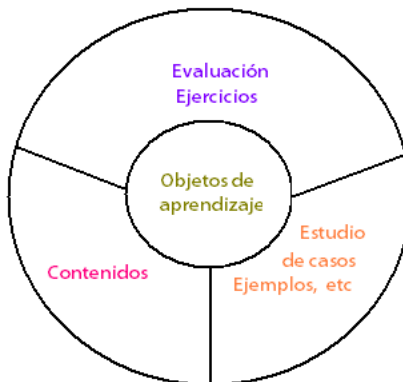 Evaluación
Ejercicios
Objetos de
aprendizaje
Contenidos
Estudio
de casos
Ejemplos, etc